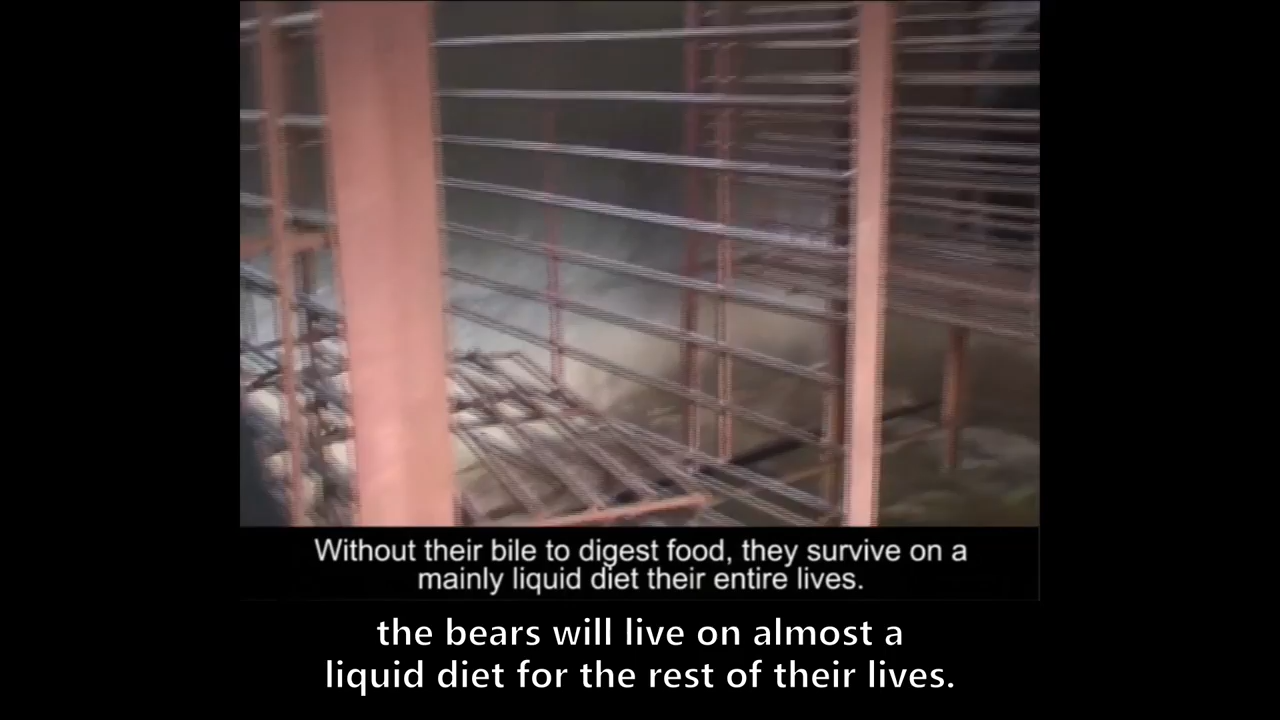 Without their bile to digest food, they survive on a
mainly liquid diet their entire lives.
the bears will live on almost a
liquid diet for the rest of their lives.